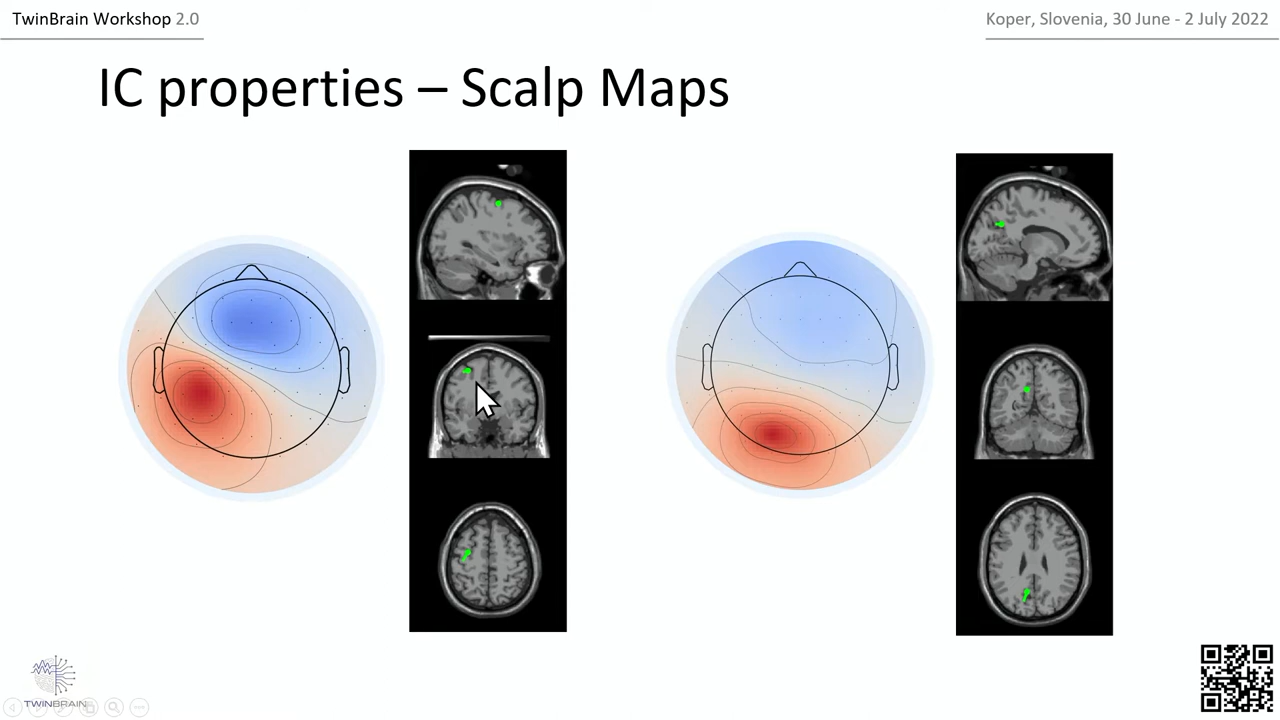 TwinBrain Workshop 2.0
Koper, Slovenia, 30 June - 2 July 2022
IC properties – Scalp Maps
TWINBRAIN